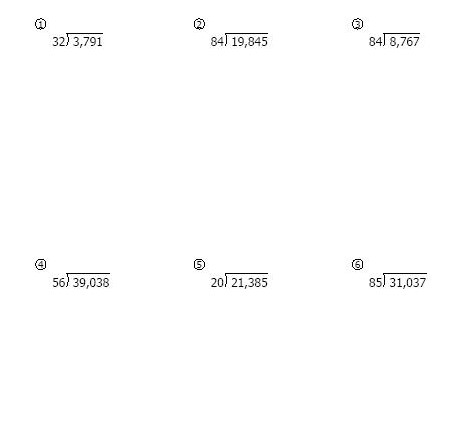 ① ② ③
32) 3,791 84) 19,845 84) 8,767
④ ⑤ ⑥
56) 39,038 20) 21,385 85) 31,037